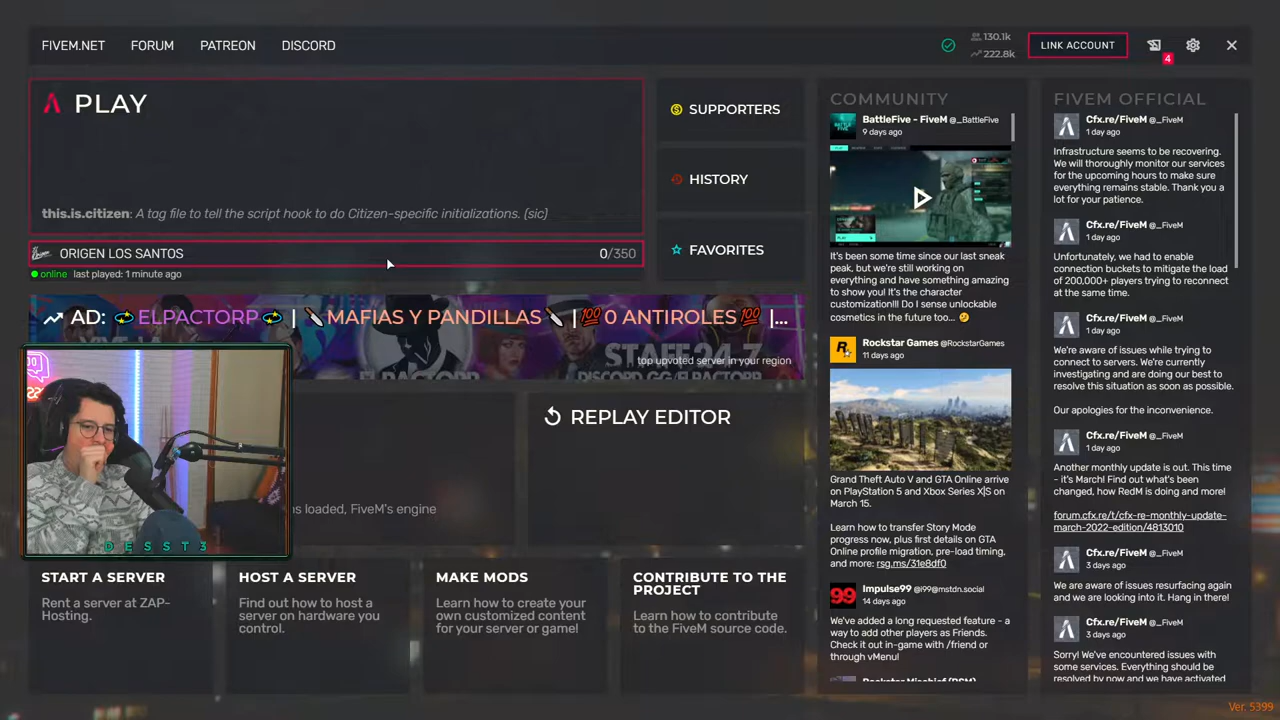 FIVEM.NET FORUM PATREON DISCORD
130.1k
222.8k
LINK ACCOUNT
4
PLAY
this.is.citizen: A tag file to tell the script hook to do Citizen-specific initializations. (sic)
ORIGEN LOS SANTOS 0/350
online last played: 1 minute ago
SUPPORTERS
HISTORY
FAVORITES
AD: 💫ELPACTORP💫 | 🔪MAFIAS Y PANDILLAS🔪 |💯0 ANTIROLES💯 |...
STAFF 24.7
top upvoted server in your region
ELPACTORP
DISCORD.GG/ELPACTORP
REPLAY EDITOR
loaded, FiveM's engine
DESST3
START A SERVER
Rent a server at ZAP-
Hosting.
HOST A SERVER
Find out how to host a
server on hardware you
control.
MAKE MODS
Learn how to create your
own customized content
for your server or game!
CONTRIBUTE TO THE
PROJECT
Learn how to contribute
to the FiveM source code.
COMMUNITY
BattleFive - FiveM @_BattleFive
9 days ago
It's been some time since our last sneak
peak, but we're still working on
everything and have something amazing
to show you! It's the character
customization!!! Do I sense unlockable
cosmetics in the future too... 🤔
Rockstar Games @RockstarGames
11 days ago
Grand Theft Auto V and GTA Online arrive
on PlayStation 5 and Xbox Series X|S on
March 15.
Learn how to transfer Story Mode
progress now, plus first details on GTA
Online profile migration, pre-load timing,
and more: rsg.ms/31e8df0
99
Impulse99 @i99@mstdn.social
14 days ago
We've added a long requested feature - a
way to add other players as Friends.
Check it out in-game with /friend or
through vMenu!
Rockstar Mischief (RSM)
FIVEM OFFICIAL
Cfx.re/FiveM @_FiveM
1 day ago
Infrastructure seems to be recovering.
We will thoroughly monitor our services
for the upcoming hours to make sure
everything remains stable. Thank you a
lot for your patience.
Cfx.re/FiveM @_FiveM
1 day ago
Unfortunately, we had to enable
connection buckets to mitigate the load
of 200,000+ players trying to reconnect
at the same time.
Cfx.re/FiveM @_FiveM
1 day ago
We're aware of issues while trying to
connect to servers. We're currently
investigating and are doing our best to
resolve this situation as soon as possible.
Our apologies for the inconvenience.
Cfx.re/FiveM @_FiveM
1 day ago
Another monthly update is out. This time
- it's March! Find out what's been
changed, how RedM is doing and more!
forum.cfx.re/t/cfx-re-monthly-update-
march-2022-edition/4813010
Cfx.re/FiveM @_FiveM
3 days ago
We are aware of issues resurfacing again
and we are looking into it. Hang in there!
Cfx.re/FiveM @_FiveM
3 days ago
Sorry! We've encountered issues with
some services. Everything should be
resolved by now and we have activated
Ver. 5399